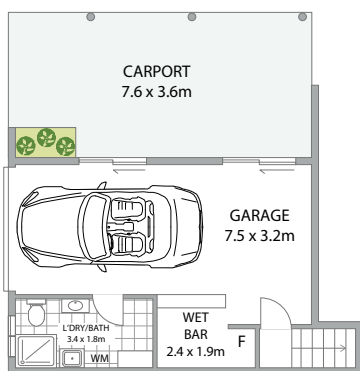 CARPORT
7.6 x 3.6m
GARAGE
7.5 x 3.2m
L'DRY/BATH
3.4 x 1.8m
WM
WET
BAR
2.4 x 1.9m
F